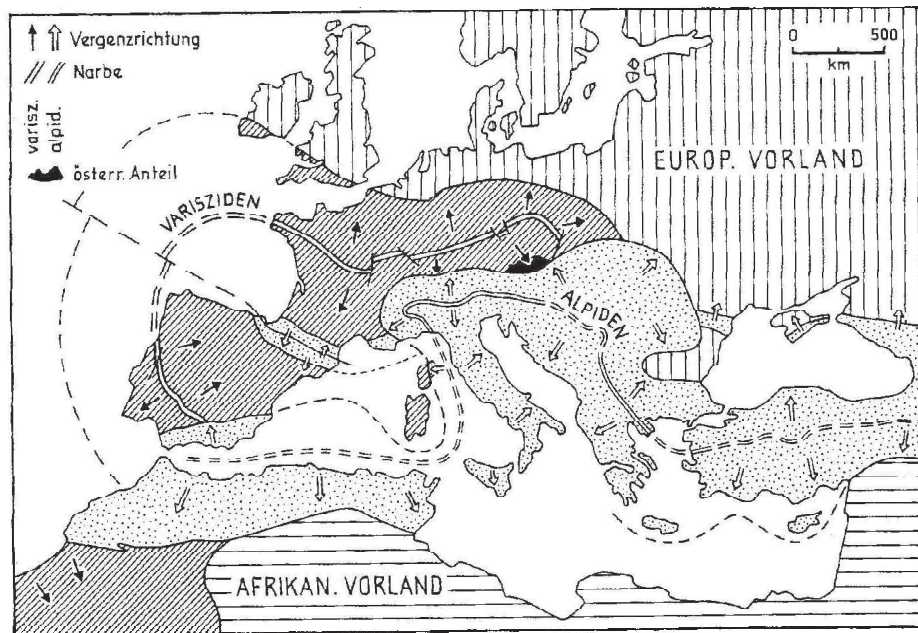 Vergenzrichtung
Narbe
varisz.
alpid.
österr. Anteil
0 500
km
EUROP. VORLAND
VARISZIDEN
ALPIDEN
AFRIKAN. VORLAND